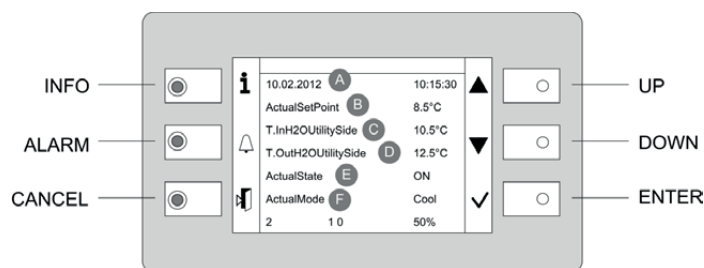 INFO
ALARM
CANCEL
i
10.02.2012 A 10:15:30
ActualSetPoint B 8.5°C
T.InH2OUtilitySide C 10.5°C
T.OutH2OUtilitySide D 12.5°C
ActualState E ON
ActualMode F Cool
2 1 0 50%
UP
DOWN
ENTER